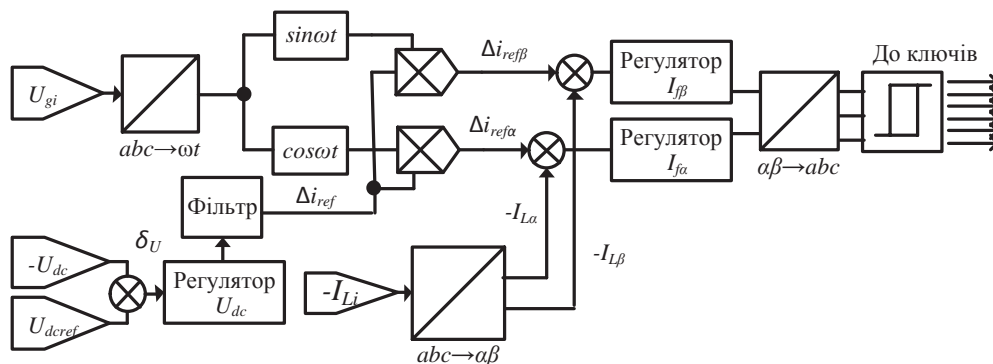 sinωt
Δi_refβ
Регулятор
I_fβ
До ключів
U_gi
abc→ωt
cosωt
Δi_refα
Регулятор
I_fα
αβ→abc
Фільтр
Δi_ref
-I_Lα
δ_U
-U_dc
Регулятор
U_dc
-I_Lβ
-I_Li
U_dcref
abc→αβ